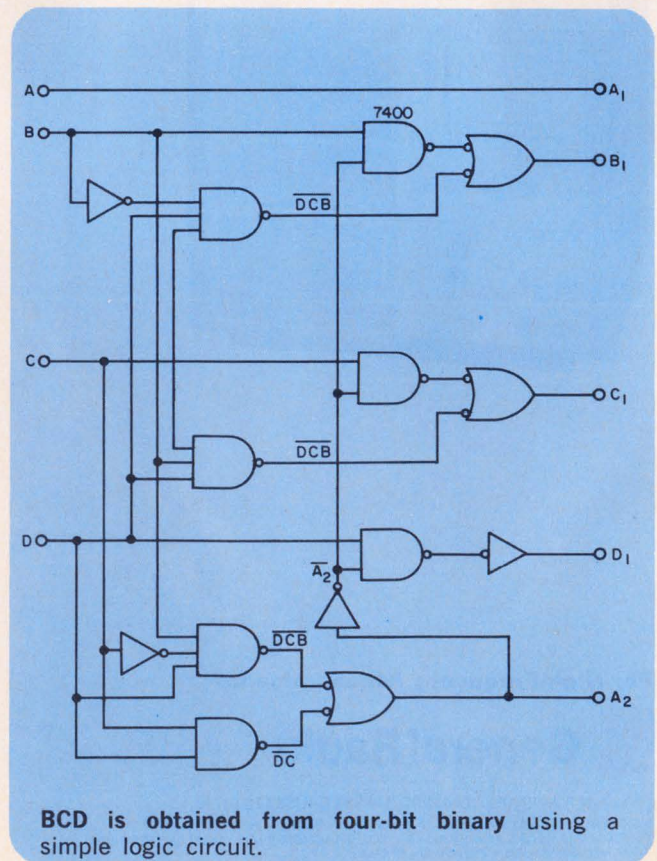 A
A1
7400
B
B1
DCB
C
C1
DCB
D
D1
A2
DCB
A2
DC
BCD is obtained from four-bit binary using a
simple logic circuit.